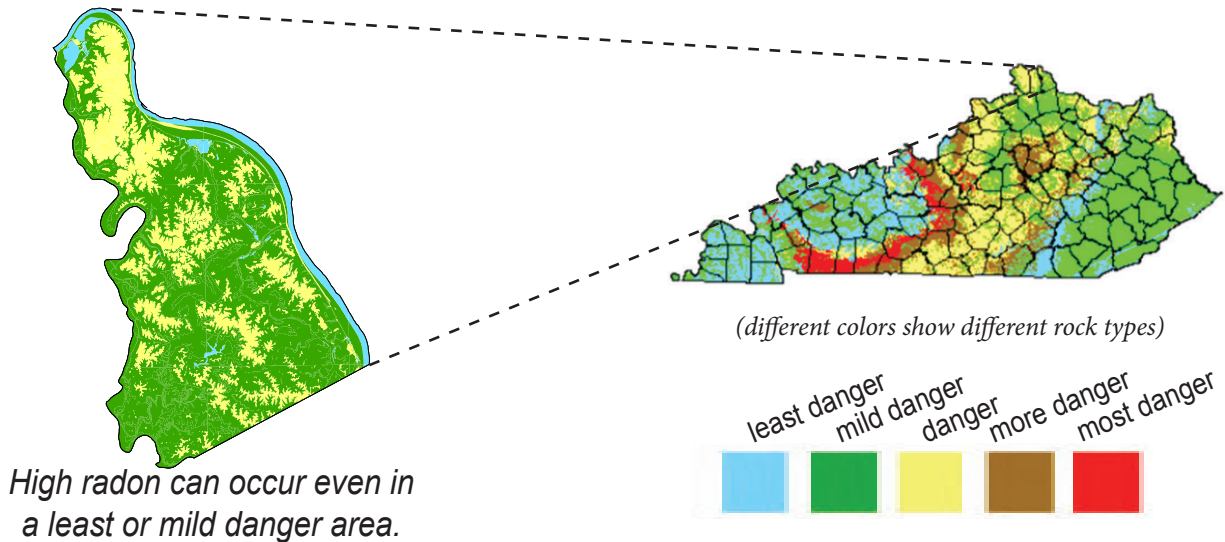 (different colors show different rock types)
least danger
mild danger
danger
more danger
most danger
High radon can occur even in
a least or mild danger area.